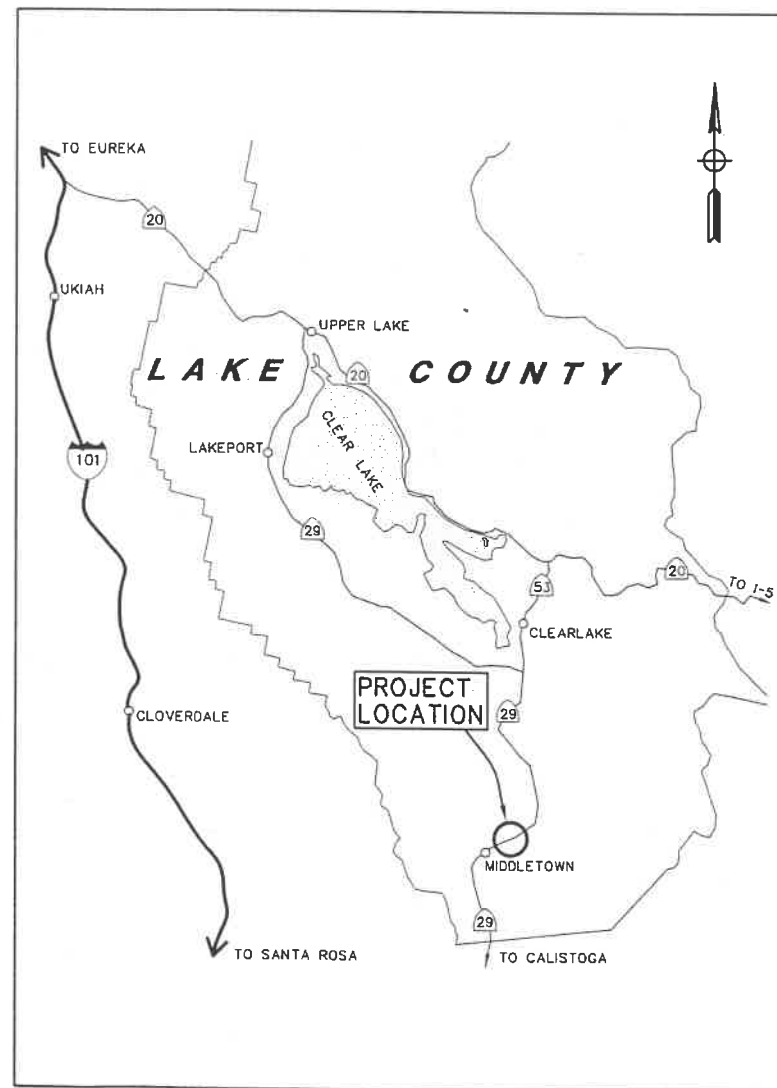 TO EUREKA
20
UKIAH
UPPER LAKE
LAKE COUNTY
20
CLEAR LAKE
LAKEPORT
101
29
53
20
TO I-5
CLEARLAKE
PROJECT
LOCATION
29
CLOVERDALE
MIDDLETOWN
29
TO SANTA ROSA
TO CALISTOGA